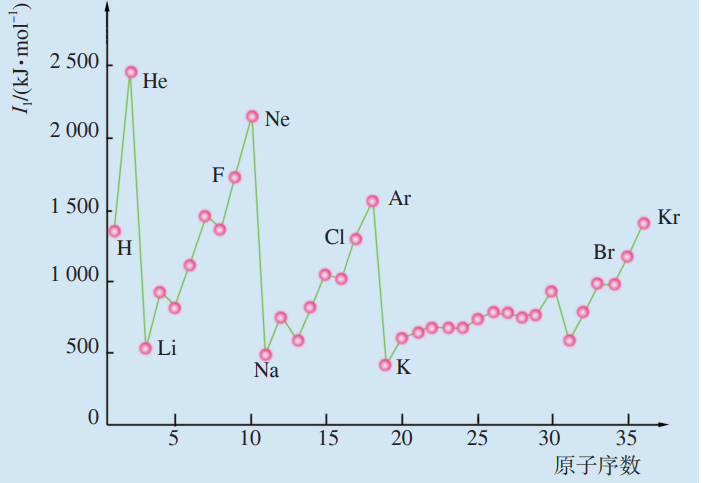 I₁/(kJ·mol⁻¹)
2 500
2 000
1 500
1 000
500
0
He
Ne
F
H
Ar
Cl
Kr
Br
Li
Na
K
5
10
15
20
25
30
35
原子序数